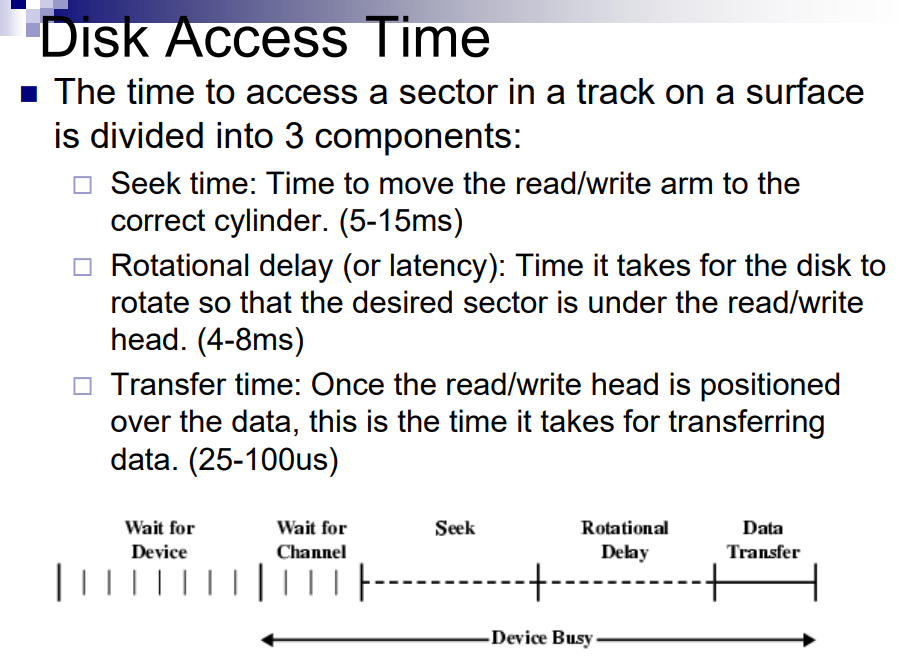 Disk Access Time
The time to access a sector in a track on a surface
is divided into 3 components:
Seek time: Time to move the read/write arm to the
correct cylinder. (5-15ms)
Rotational delay (or latency): Time it takes for the disk to
rotate so that the desired sector is under the read/write
head. (4-8ms)
Transfer time: Once the read/write head is positioned
over the data, this is the time it takes for transferring
data. (25-100us)
Wait for
Device
Wait for
Channel
Seek
Rotational
Delay
Data
Transfer
Device Busy